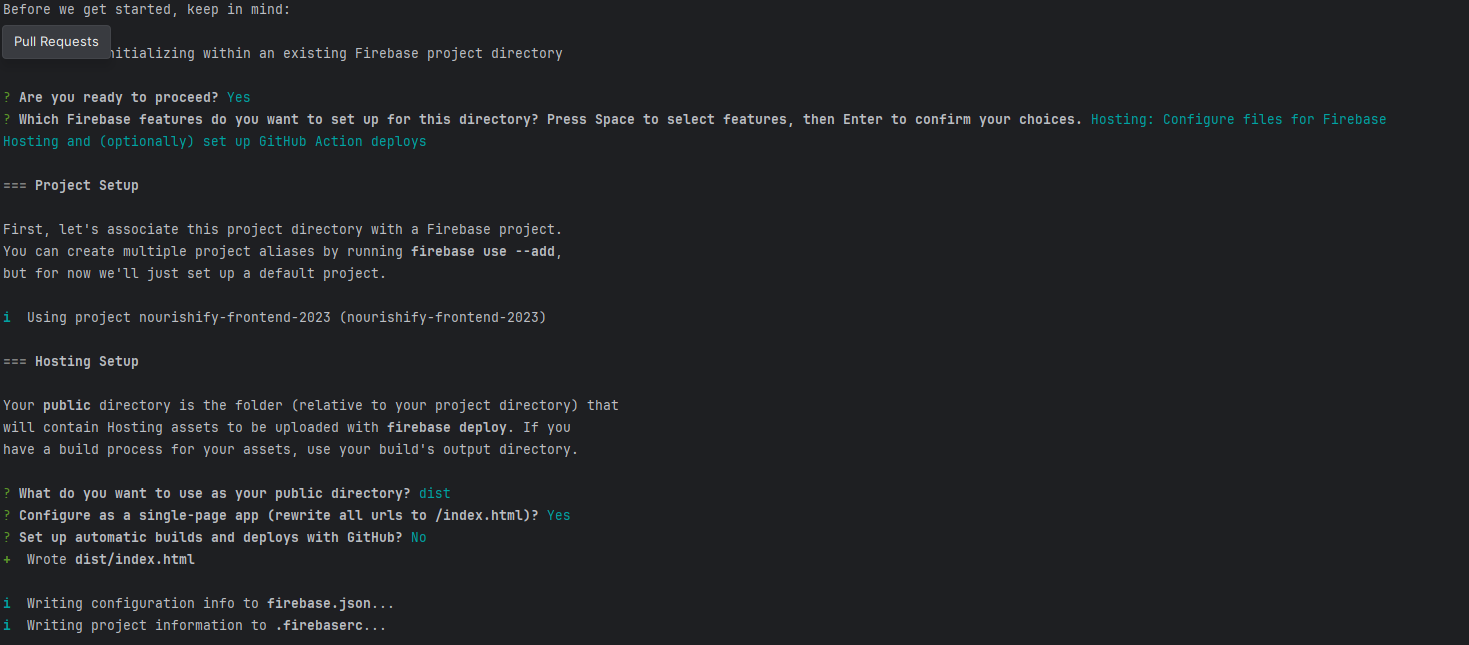 Before we get started, keep in mind:
Pull Requests
nitializing within an existing Firebase project directory
? Are you ready to proceed? Yes
? Which Firebase features do you want to set up for this directory? Press Space to select features, then Enter to confirm your choices. Hosting: Configure files for Firebase
Hosting and (optionally) set up GitHub Action deploys
=== Project Setup
First, let's associate this project directory with a Firebase project.
You can create multiple project aliases by running firebase use --add,
but for now we'll just set up a default project.
i  Using project nourishify-frontend-2023 (nourishify-frontend-2023)
=== Hosting Setup
Your public directory is the folder (relative to your project directory) that
will contain Hosting assets to be uploaded with firebase deploy. If you
have a build process for your assets, use your build's output directory.
? What do you want to use as your public directory? dist
? Configure as a single-page app (rewrite all urls to /index.html)? Yes
? Set up automatic builds and deploys with GitHub? No
+  Wrote dist/index.html
i  Writing configuration info to firebase.json...
i  Writing project information to .firebaserc...